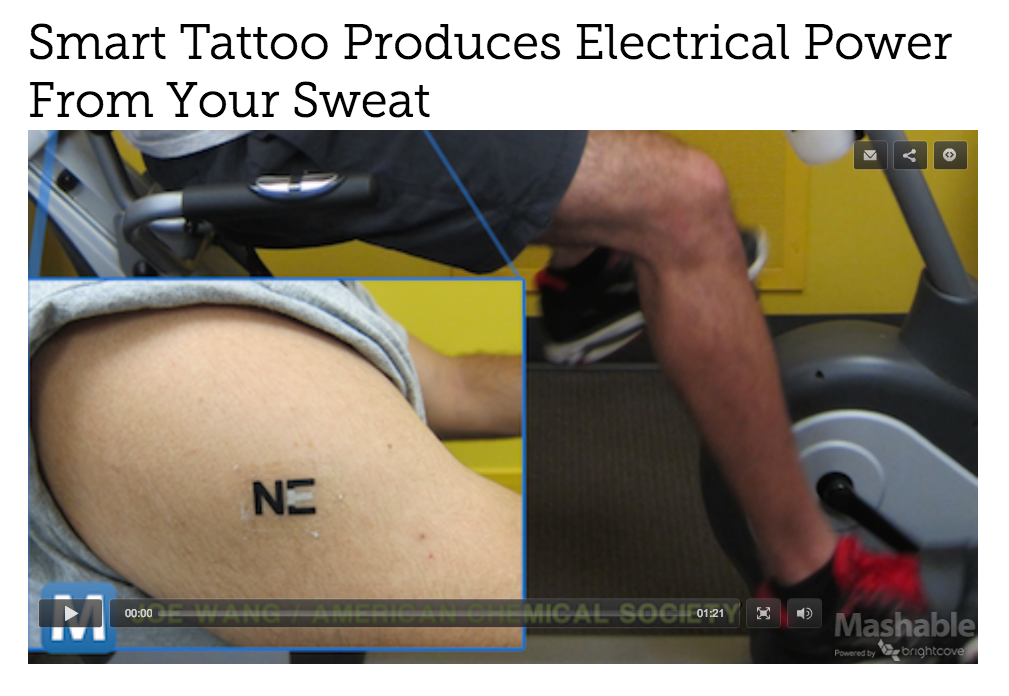 Smart Tattoo Produces Electrical Power
From Your Sweat
NE
00:00
OE WANG AMERICAN CHEMICAL SOCIETY
01:21
M
Mashable
Powered by brightcove